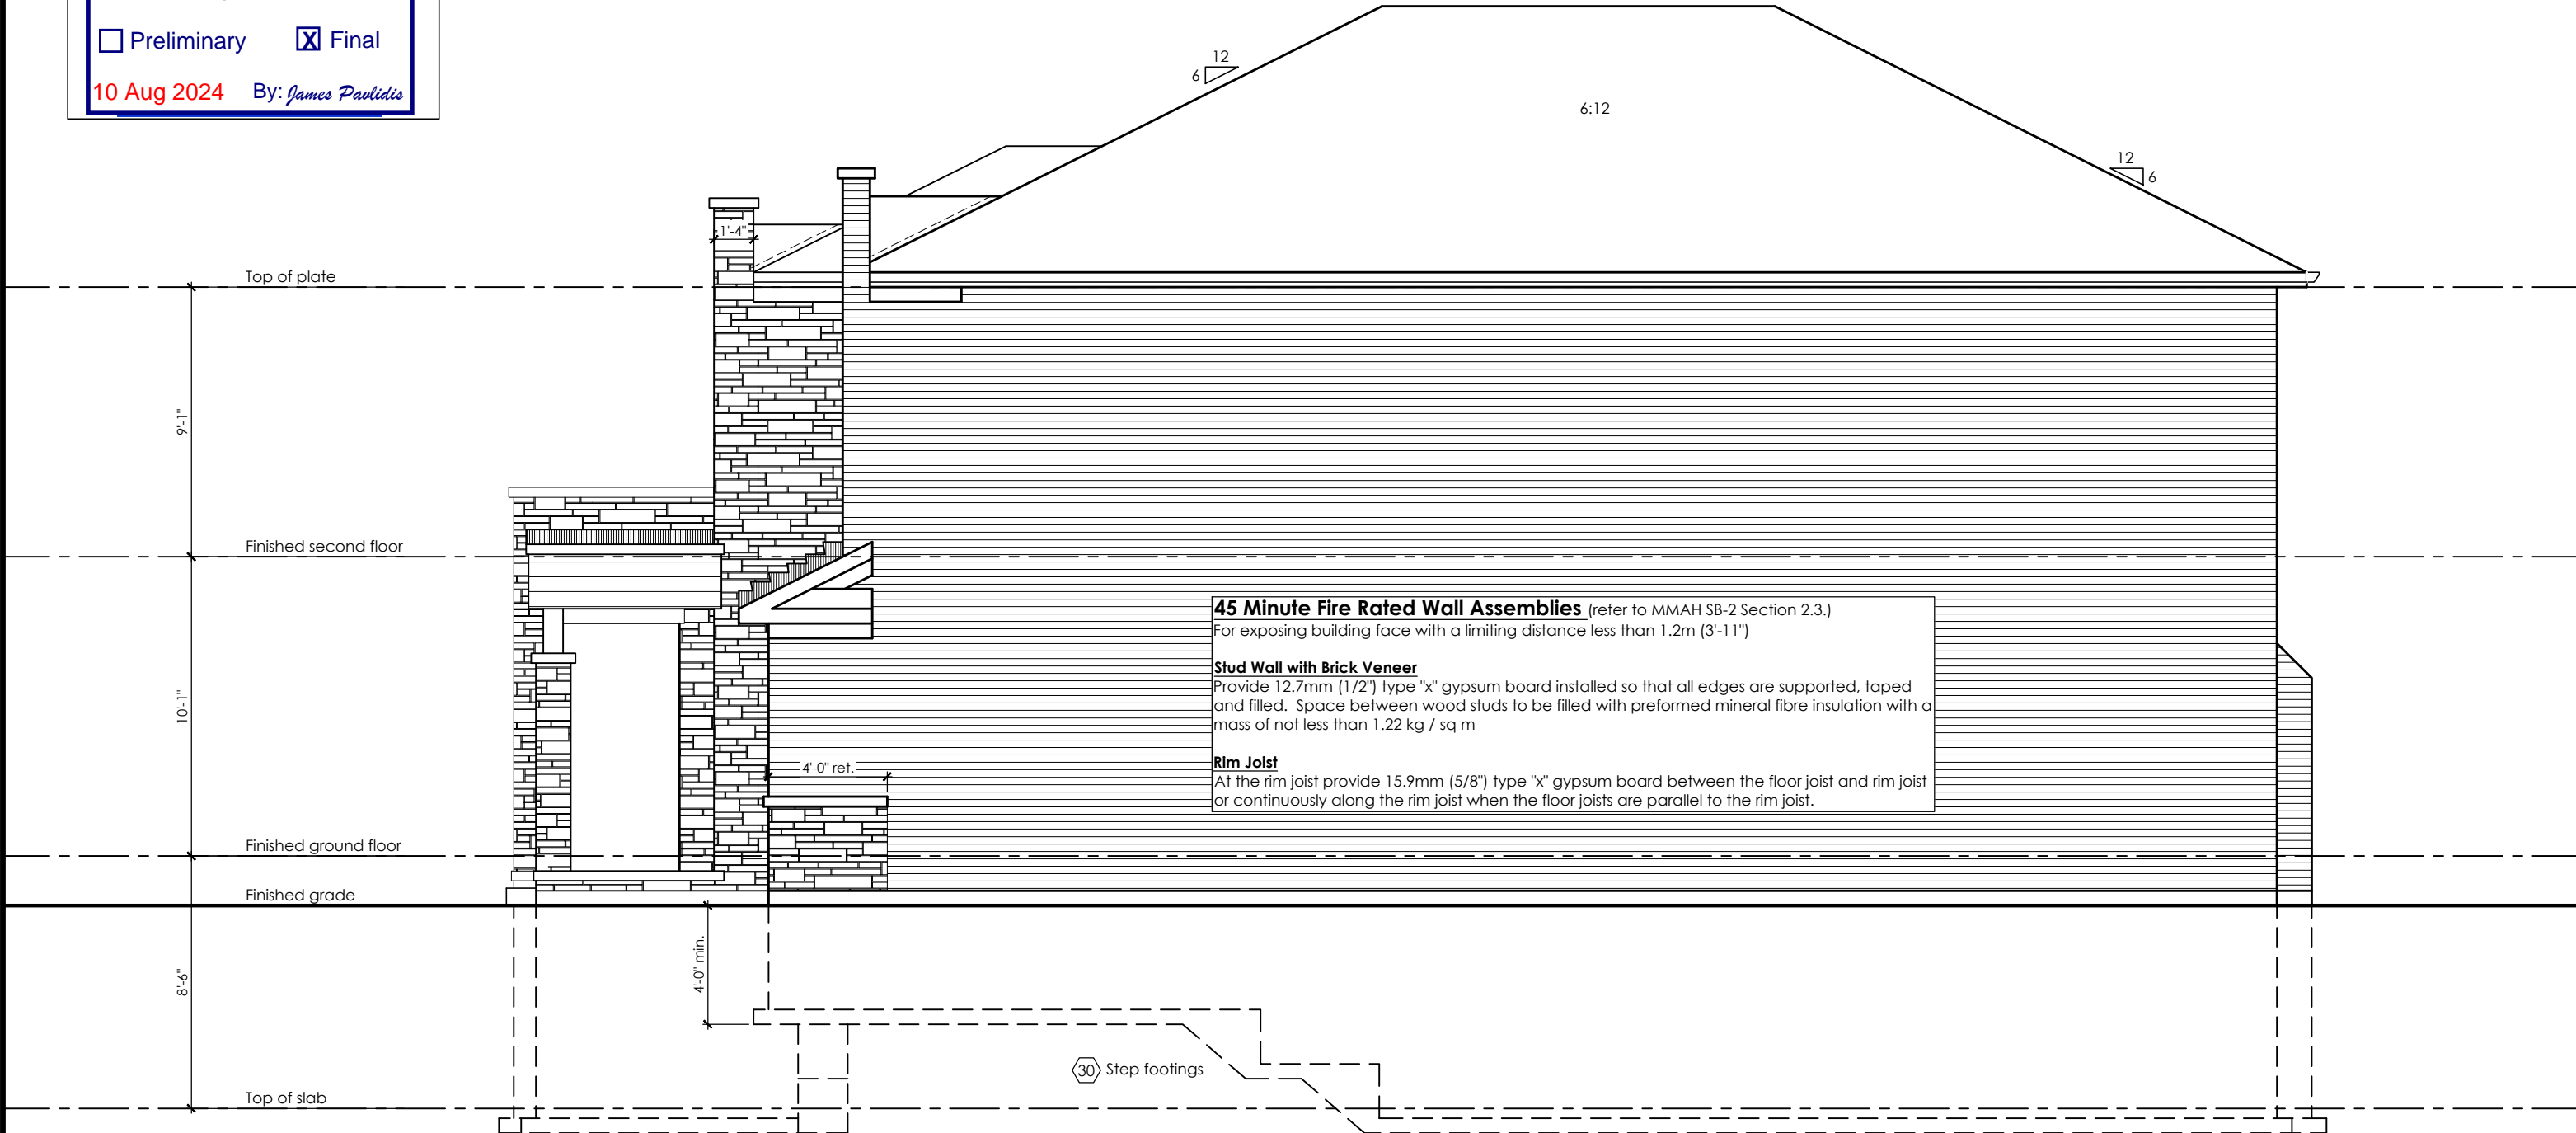 Preliminary
X Final
10 Aug 2024 By: James Pavlidis
12
6
6:12
12
6
1'-4"
Top of plate
9'-1"
Finished second floor
10'-1"
45 Minute Fire Rated Wall Assemblies (refer to MMAH SB-2 Section 2.3.)
For exposing building face with a limiting distance less than 1.2m (3'-11")
Stud Wall with Brick Veneer
Provide 12.7mm (1/2") type "x" gypsum board installed so that all edges are supported, taped
and filled. Space between wood studs to be filled with preformed mineral fibre insulation with a
mass of not less than 1.22 kg / sq m
Rim Joist
At the rim joist provide 15.9mm (5/8") type "x" gypsum board between the floor joist and rim joist
or continuously along the rim joist when the floor joists are parallel to the rim joist.
4'-0" ret.
Finished ground floor
Finished grade
4'-0" min.
8'-6"
30 Step footings
Top of slab